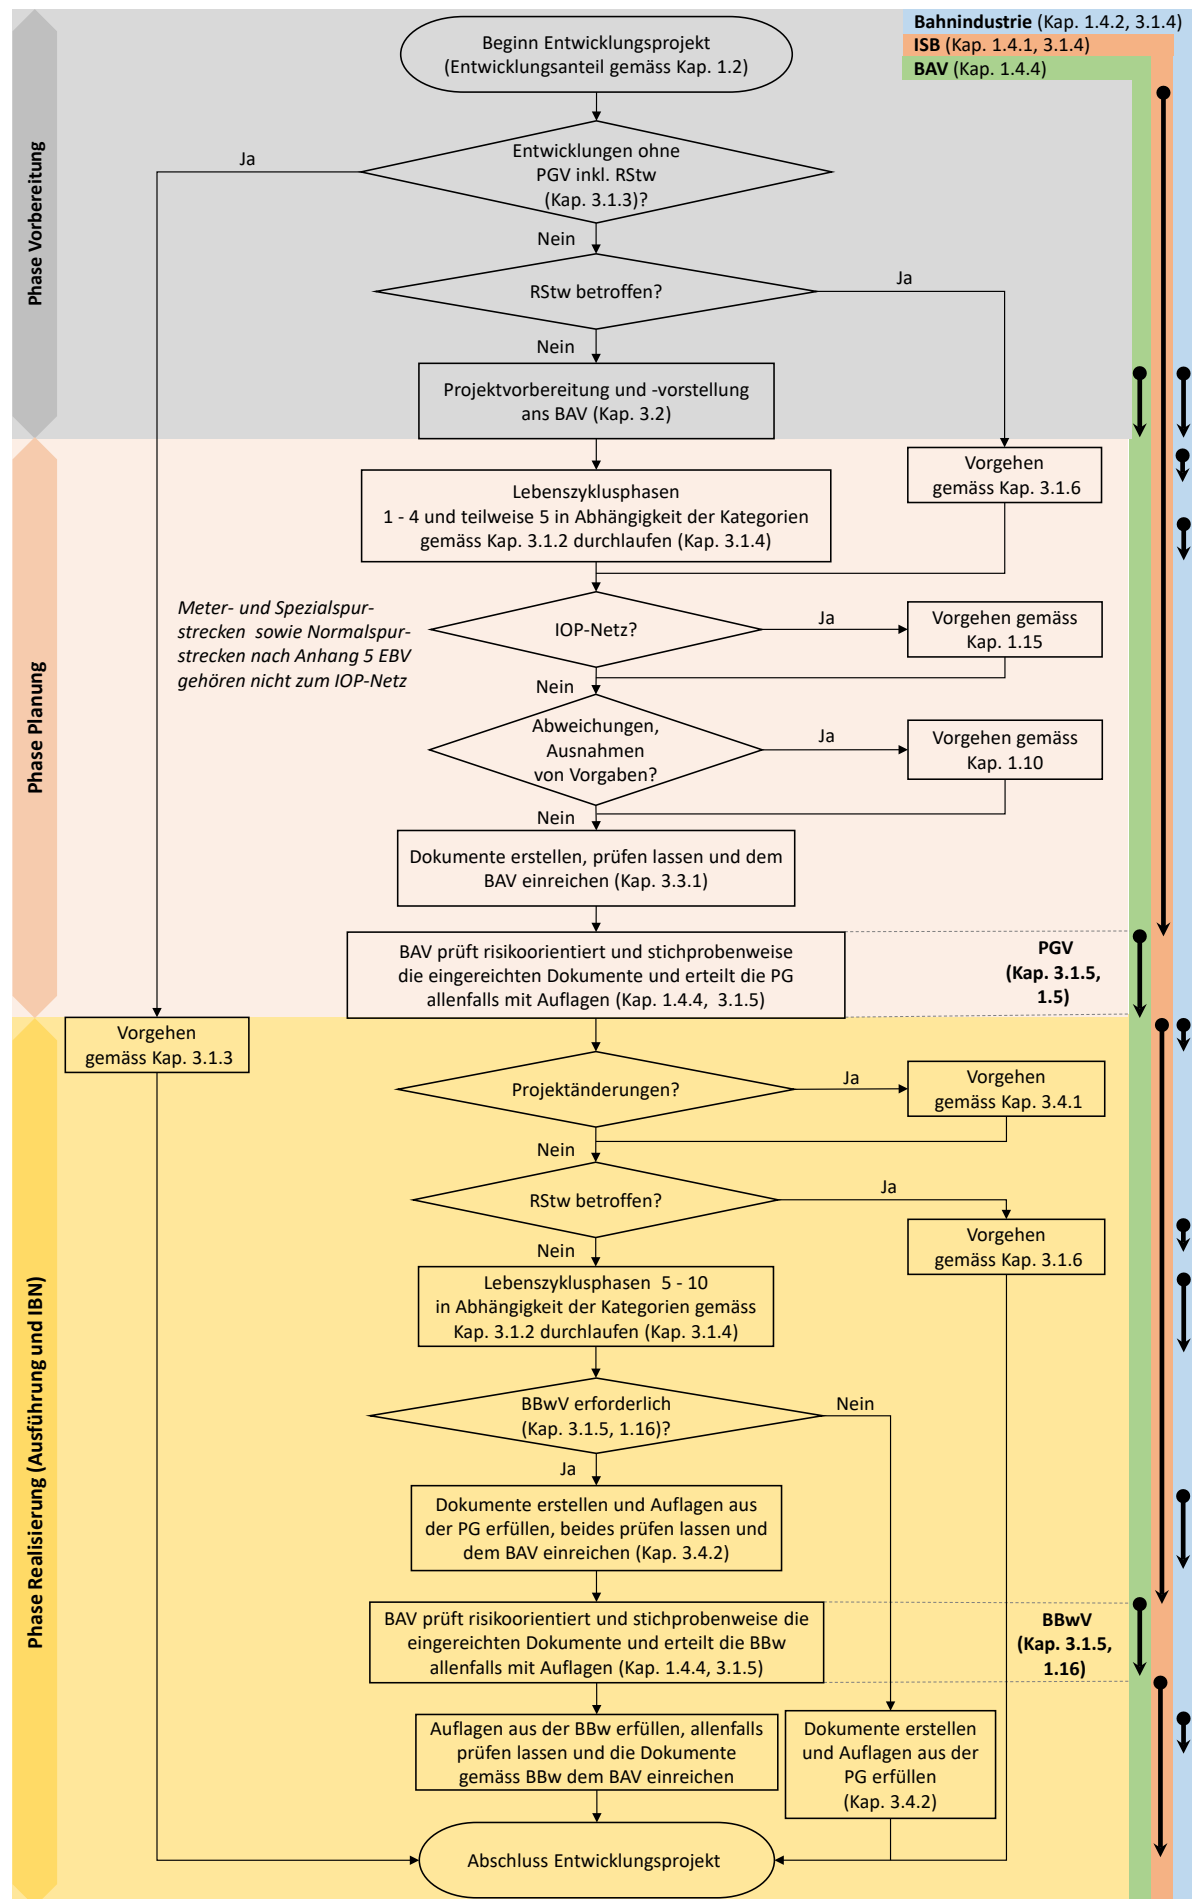 Bahnindustrie (Kap. 1.4.2, 3.1.4)
ISB (Kap. 1.4.1, 3.1.4)
BAV (Kap. 1.4.4)
Phase Vorbereitung
Beginn Entwicklungsprojekt
(Entwicklungsanteil gemäss Kap. 1.2)
Entwicklungen ohne
PGV inkl. RStw
(Kap. 3.1.3)?
Ja
Nein
RStw betroffen?
Ja
Nein
Projektvorbereitung und -vorstellung
ans BAV (Kap. 3.2)
Phase Planung
Vorgehen
gemäss Kap. 3.1.6
Lebenszyklusphasen
1 - 4 und teilweise 5 in Abhängigkeit der Kategorien
gemäss Kap. 3.1.2 durchlaufen (Kap. 3.1.4)
Meter- und Spezialspur-
strecken sowie Normalspur-
strecken nach Anhang 5 EBV
gehören nicht zum IOP-Netz
IOP-Netz?
Ja
Vorgehen gemäss
Kap. 1.15
Nein
Abweichungen,
Ausnahmen
von Vorgaben?
Ja
Vorgehen gemäss
Kap. 1.10
Nein
Dokumente erstellen, prüfen lassen und dem
BAV einreichen (Kap. 3.3.1)
BAV prüft risikoorientiert und stichprobenweise
die eingereichten Dokumente und erteilt die PG
allenfalls mit Auflagen (Kap. 1.4.4, 3.1.5)
PGV
(Kap. 3.1.5,
1.5)
Phase Realisierung (Ausführung und IBN)
Vorgehen
gemäss Kap. 3.1.3
Projektänderungen?
Ja
Vorgehen
gemäss Kap. 3.4.1
Nein
RStw betroffen?
Ja
Vorgehen
gemäss Kap. 3.1.6
Nein
Lebenszyklusphasen 5 - 10
in Abhängigkeit der Kategorien gemäss
Kap. 3.1.2 durchlaufen (Kap. 3.1.4)
BBwV erforderlich
(Kap. 3.1.5, 1.16)?
Nein
Ja
Dokumente erstellen und Auflagen aus
der PG erfüllen, beides prüfen lassen und
dem BAV einreichen (Kap. 3.4.2)
BAV prüft risikoorientiert und stichprobenweise die
eingereichten Dokumente und erteilt die BBw
allenfalls mit Auflagen (Kap. 1.4.4, 3.1.5)
BBwV
(Kap. 3.1.5,
1.16)
Auflagen aus der BBw erfüllen, allenfalls
prüfen lassen und die Dokumente
gemäss BBw dem BAV einreichen
Dokumente erstellen
und Auflagen aus der
PG erfüllen
(Kap. 3.4.2)
Abschluss Entwicklungsprojekt